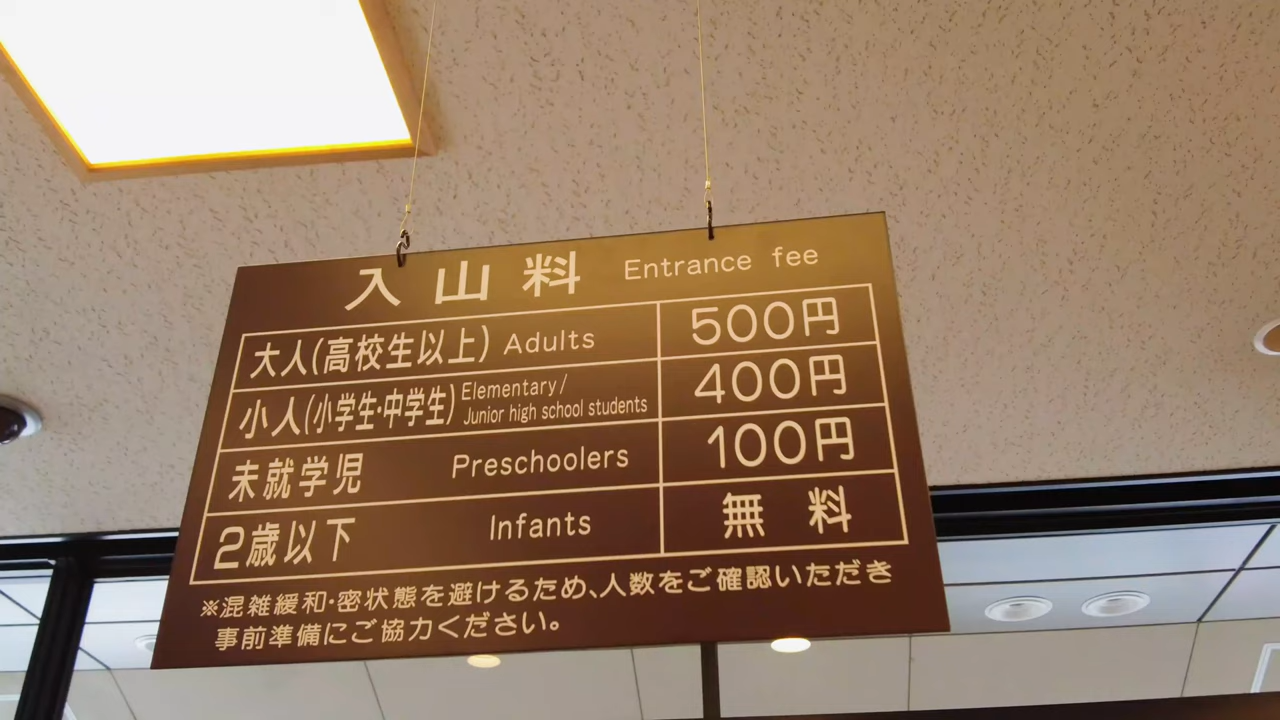 入山料 Entrance fee
大人(高校生以上) Adults 500円
小人(小学生・中学生) Elementary/
Junior high school students 400円
未就学児 Preschoolers 100円
2歳以下 Infants 無料
※混雑緩和・密状態を避けるため、人数をご確認いただき
事前準備にご協力ください。